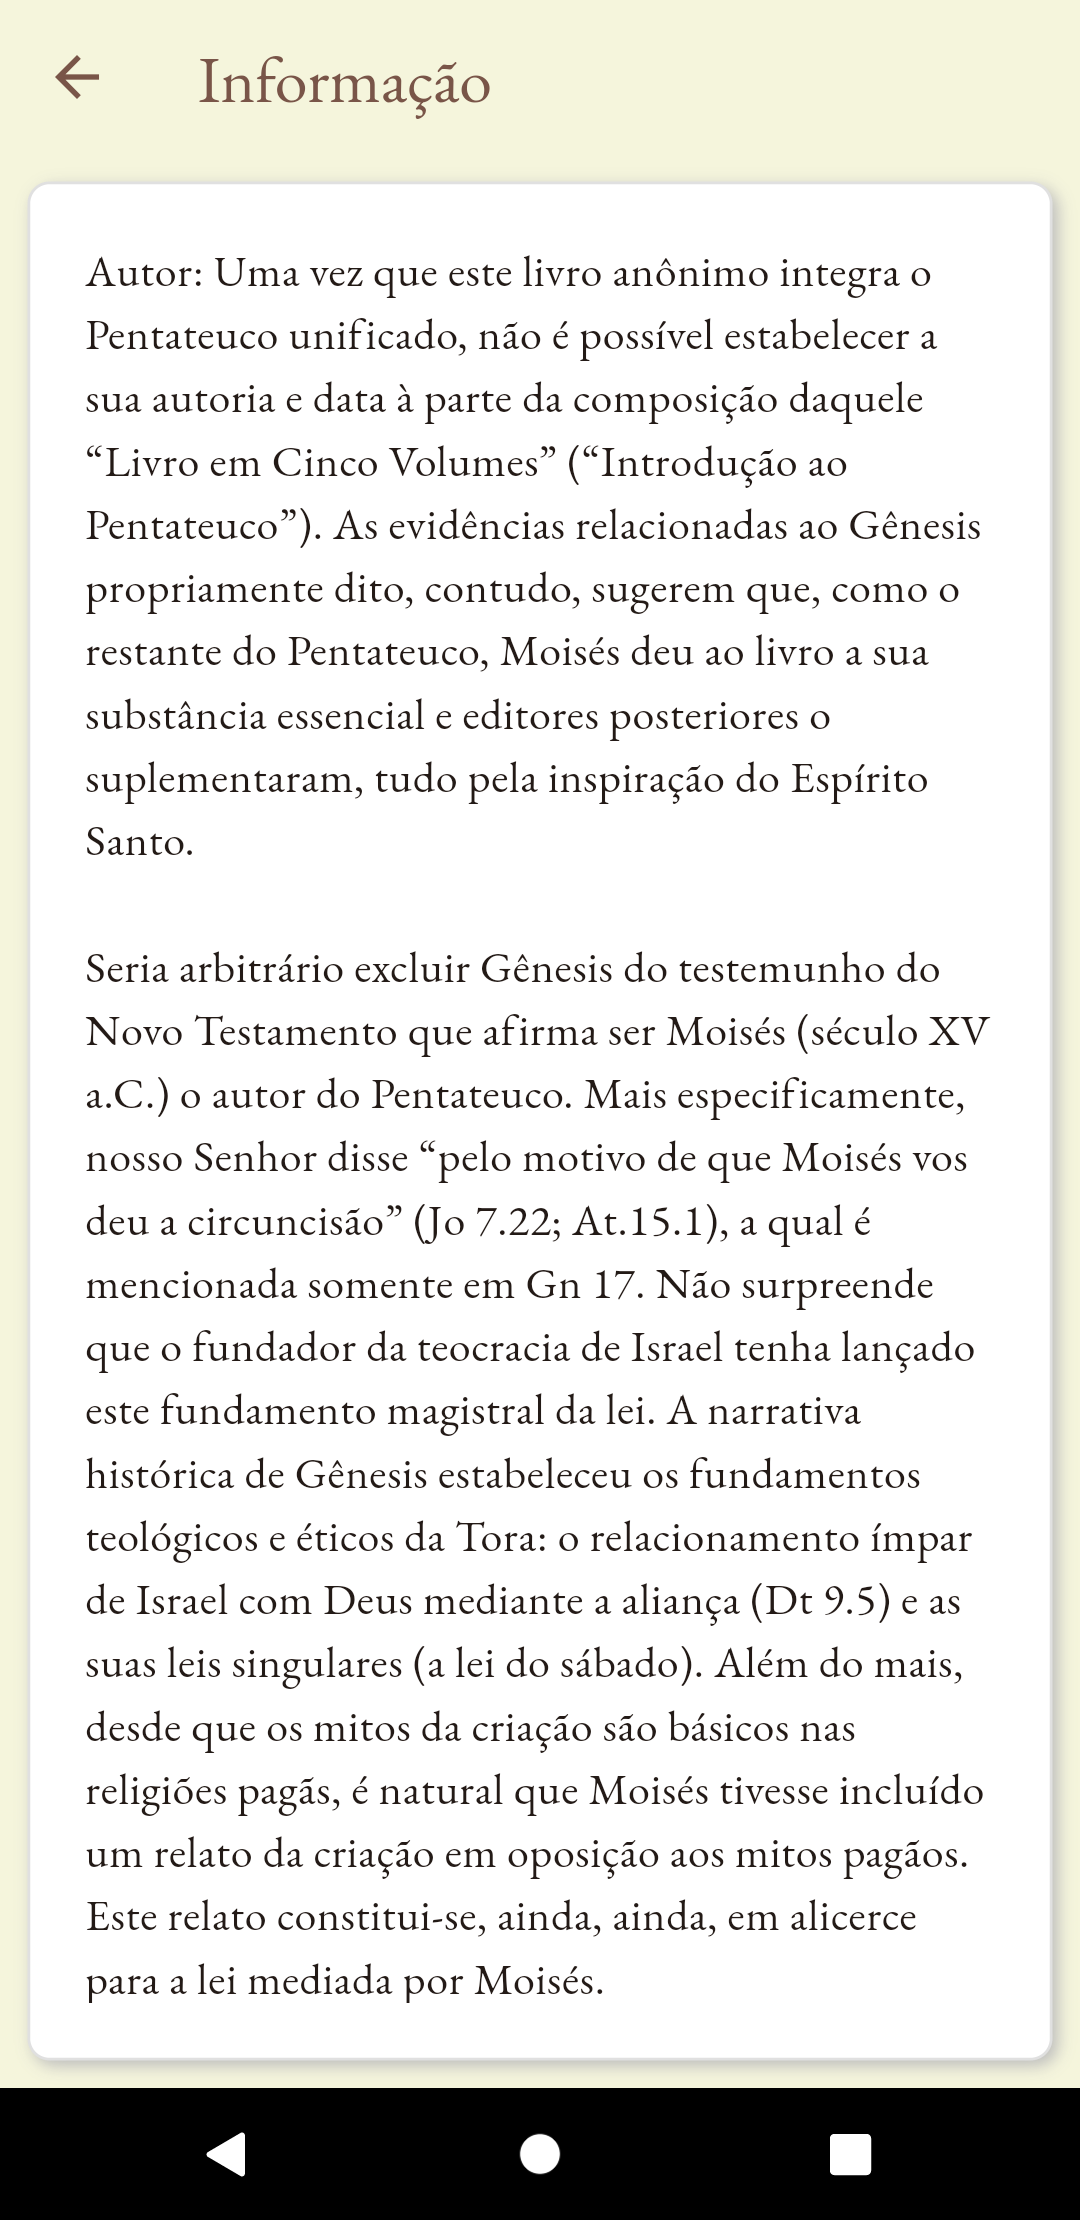 Informação
Autor: Uma vez que este livro anônimo integra o
Pentateuco unificado, não é possível estabelecer a
sua autoria e data à parte da composição daquele
“Livro em Cinco Volumes” (“Introdução ao
Pentateuco”). As evidências relacionadas ao Gênesis
propriamente dito, contudo, sugerem que, como o
restante do Pentateuco, Moisés deu ao livro a sua
substância essencial e editores posteriores o
suplementaram, tudo pela inspiração do Espírito
Santo.
Seria arbitrário excluir Gênesis do testemunho do
Novo Testamento que afirma ser Moisés (século XV
a.C.) o autor do Pentateuco. Mais especificamente,
nosso Senhor disse “pelo motivo de que Moisés vos
deu a circuncisão” (Jo 7.22; At.15.1), a qual é
mencionada somente em Gn 17. Não surpreende
que o fundador da teocracia de Israel tenha lançado
este fundamento magistral da lei. A narrativa
histórica de Gênesis estabeleceu os fundamentos
teológicos e éticos da Tora: o relacionamento ímpar
de Israel com Deus mediante a aliança (Dt 9.5) e as
suas leis singulares (a lei do sábado). Além do mais,
desde que os mitos da criação são básicos nas
religiões pagãs, é natural que Moisés tivesse incluído
um relato da criação em oposição aos mitos pagãos.
Este relato constitui-se, ainda, ainda, em alicerce
para a lei mediada por Moisés.